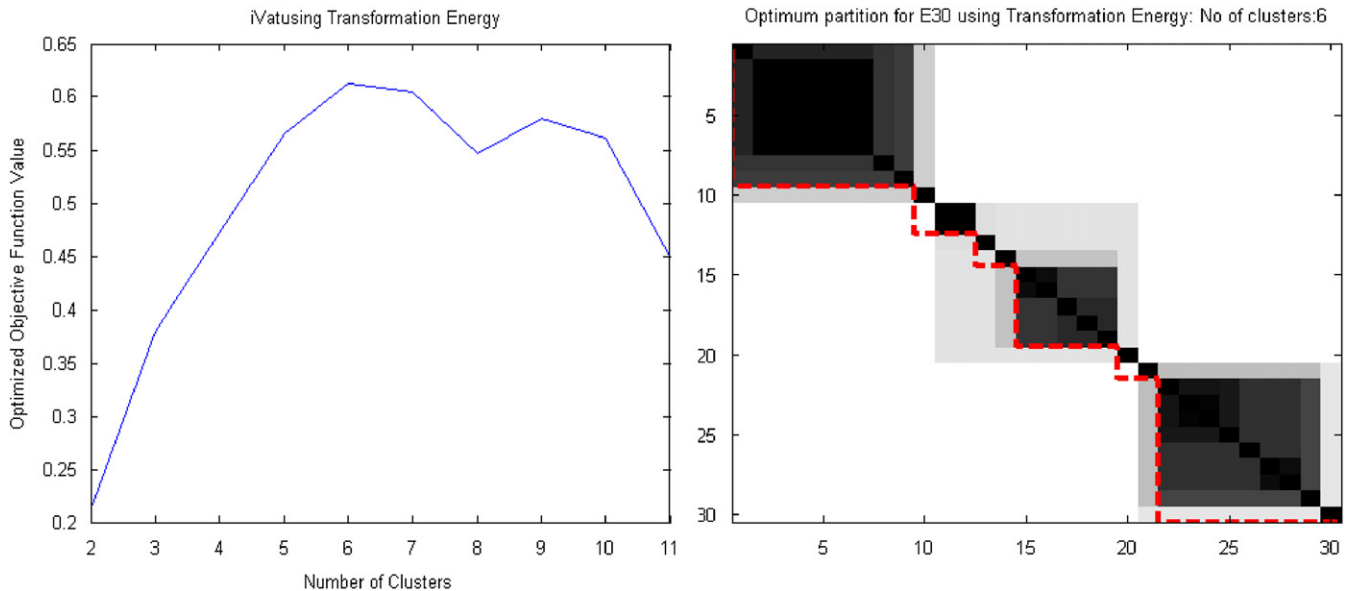 iVatusing Transformation Energy
0.65
0.6
0.55
0.5
0.45
0.4
0.35
0.3
0.25
0.2
Optimized Objective Function Value
2 3 4 5 6 7 8 9 10 11
Number of Clusters
Optimum partition for E30 using Transformation Energy: No of clusters:6
5
10
15
20
25
30
5 10 15 20 25 30